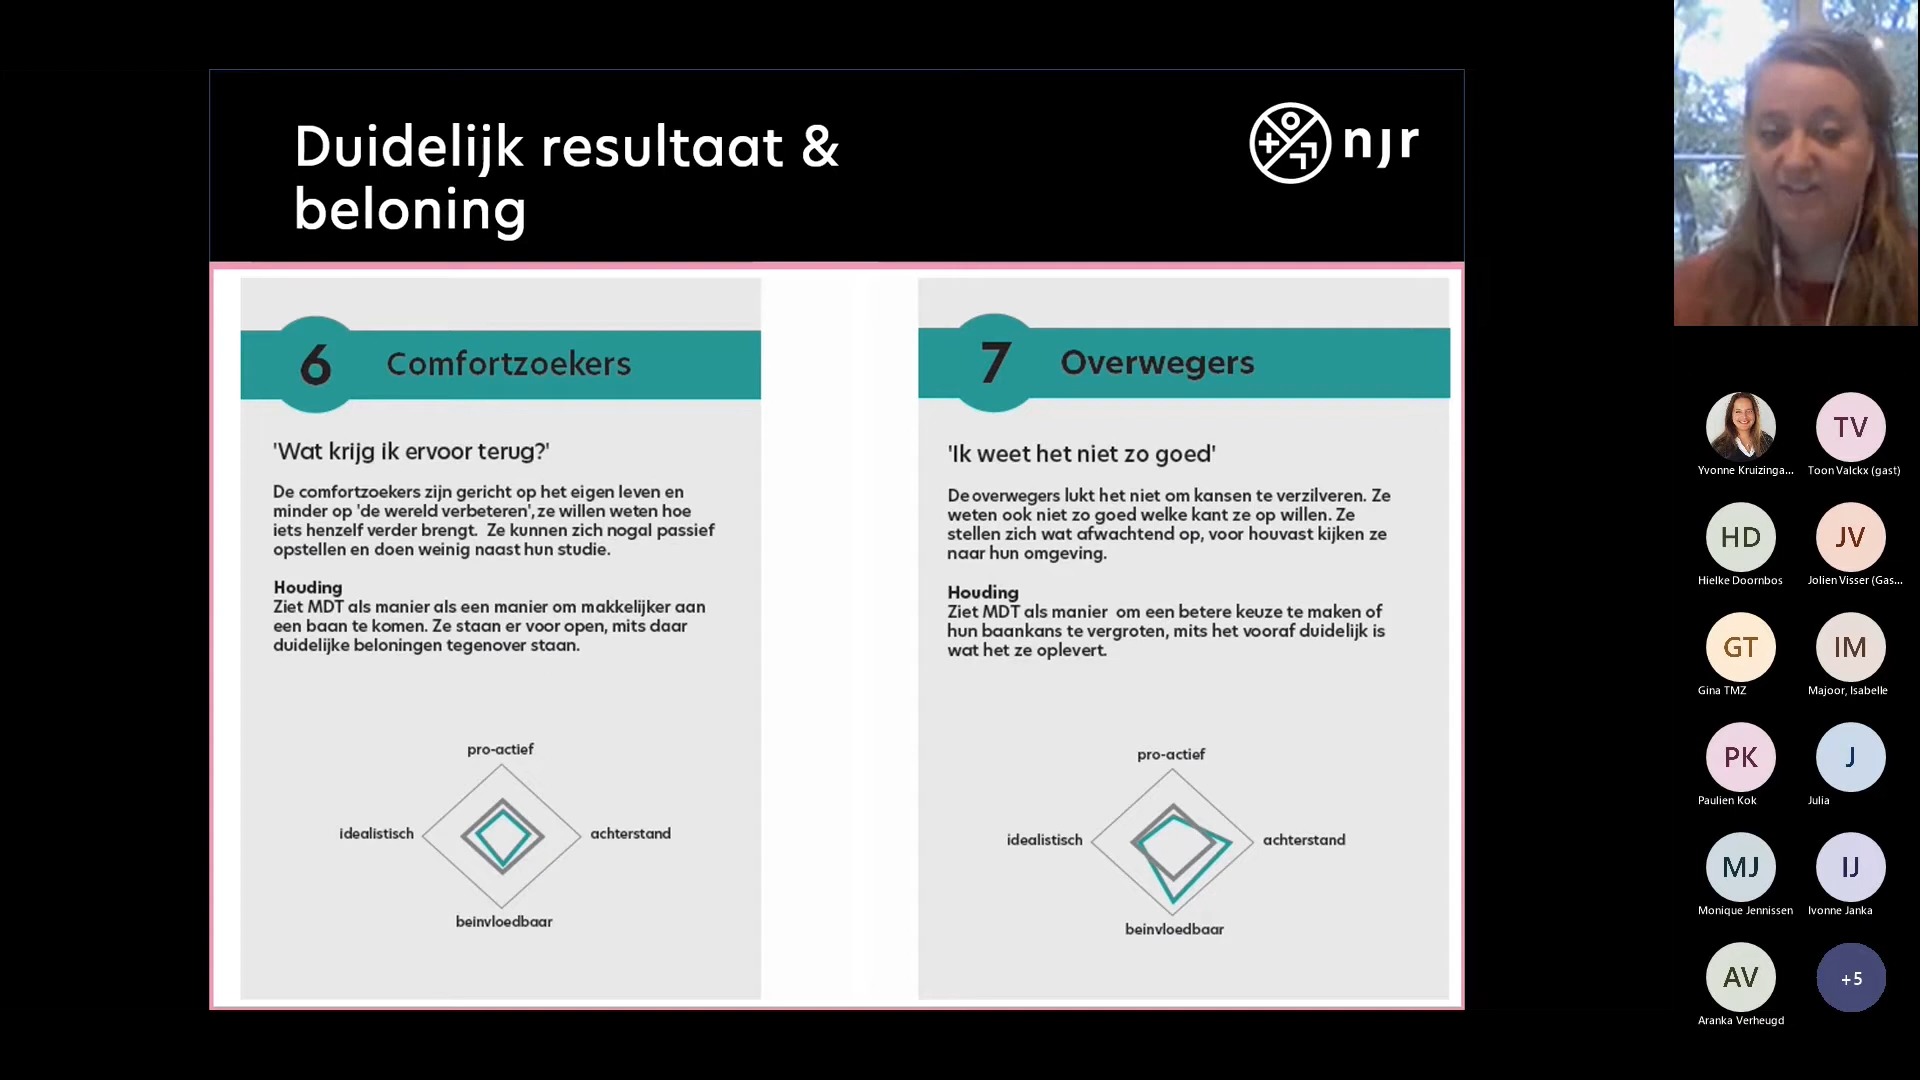 Duidelijk resultaat &
beloning
njr
6 Comfortzoekers
'Wat krijg ik ervoor terug?'
De comfortzoekers zijn gericht op het eigen leven en
minder op 'de wereld verbeteren', ze willen weten hoe
iets henzelf verder brengt. Ze kunnen zich nogal passief
opstellen en doen weinig naast hun studie.
Houding
Ziet MDT als manier als een manier om makkelijker aan
een baan te komen. Ze staan er voor open, mits daar
duidelijke beloningen tegenover staan.
pro-actief
idealistisch
achterstand
beinvloedbaar
7 Overwegers
'Ik weet het niet zo goed'
De overwegers lukt het niet om kansen te verzilveren. Ze
weten ook niet zo goed welke kant ze op willen. Ze
stellen zich wat afwachtend op, voor houvast kijken ze
naar hun omgeving.
Houding
Ziet MDT als manier om een betere keuze te maken of
hun baankans te vergroten, mits het vooraf duidelijk is
wat het ze oplevert.
pro-actief
idealistisch
achterstand
beinvloedbaar
TV
Yvonne Kruizinga...
Toon Valckx (gast)
HD
JV
Hielke Doornbos
Jolien Visser (Gas...
GT
IM
Gina TMZ
Majoor, Isabelle
PK
J
Paulien Kok
Julia
MJ
IJ
Monique Jennissen
Ivonne Janka
AV
+5
Aranka Verheugd